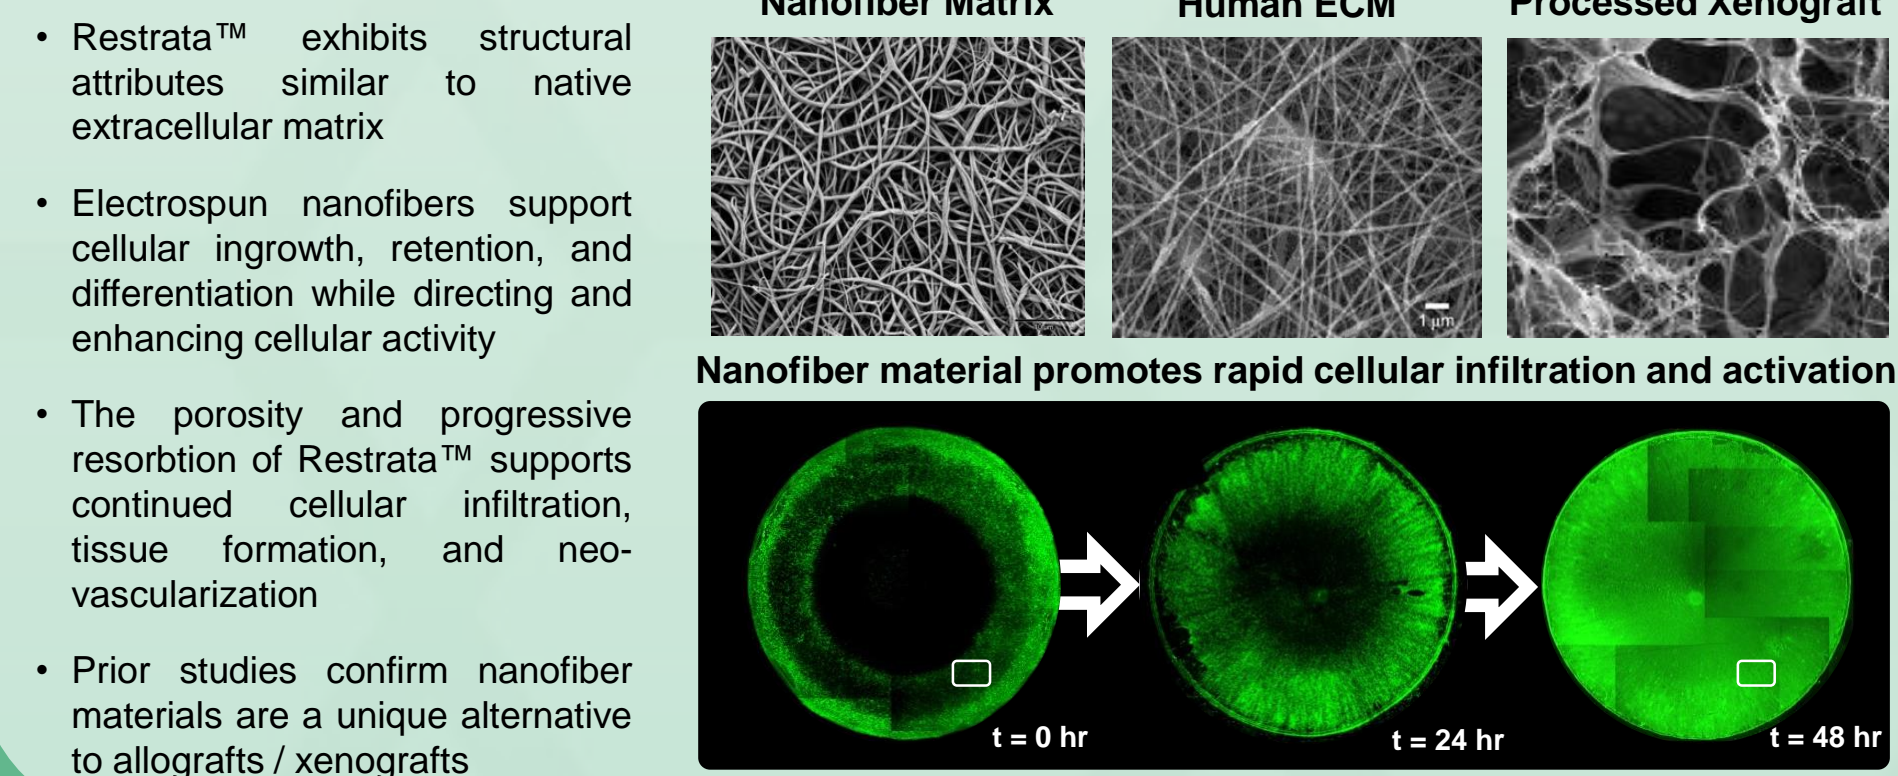 • Restrata™ exhibits structural
attributes similar to native
extracellular matrix
• Electrospun nanofibers support
cellular ingrowth, retention, and
differentiation while directing and
enhancing cellular activity
• The porosity and progressive
resorbtion of Restrata™ supports
continued cellular infiltration,
tissue formation, and neo-
vascularization
• Prior studies confirm nanofiber
materials are a unique alternative
to allografts / xenografts
Nanofiber Matrix
Human ECM
Processed Xenograft
1 μm
Nanofiber material promotes rapid cellular infiltration and activation
t = 0 hr
t = 24 hr
t = 48 hr